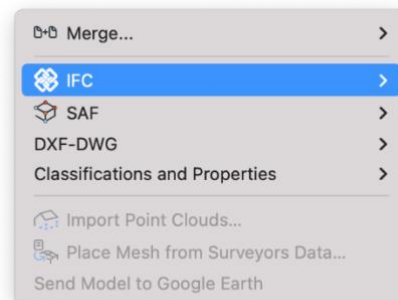 Merge...
IFC
SAF
DXF-DWG
Classifications and Properties
Import Point Clouds...
Place Mesh from Surveyors Data...
Send Model to Google Earth